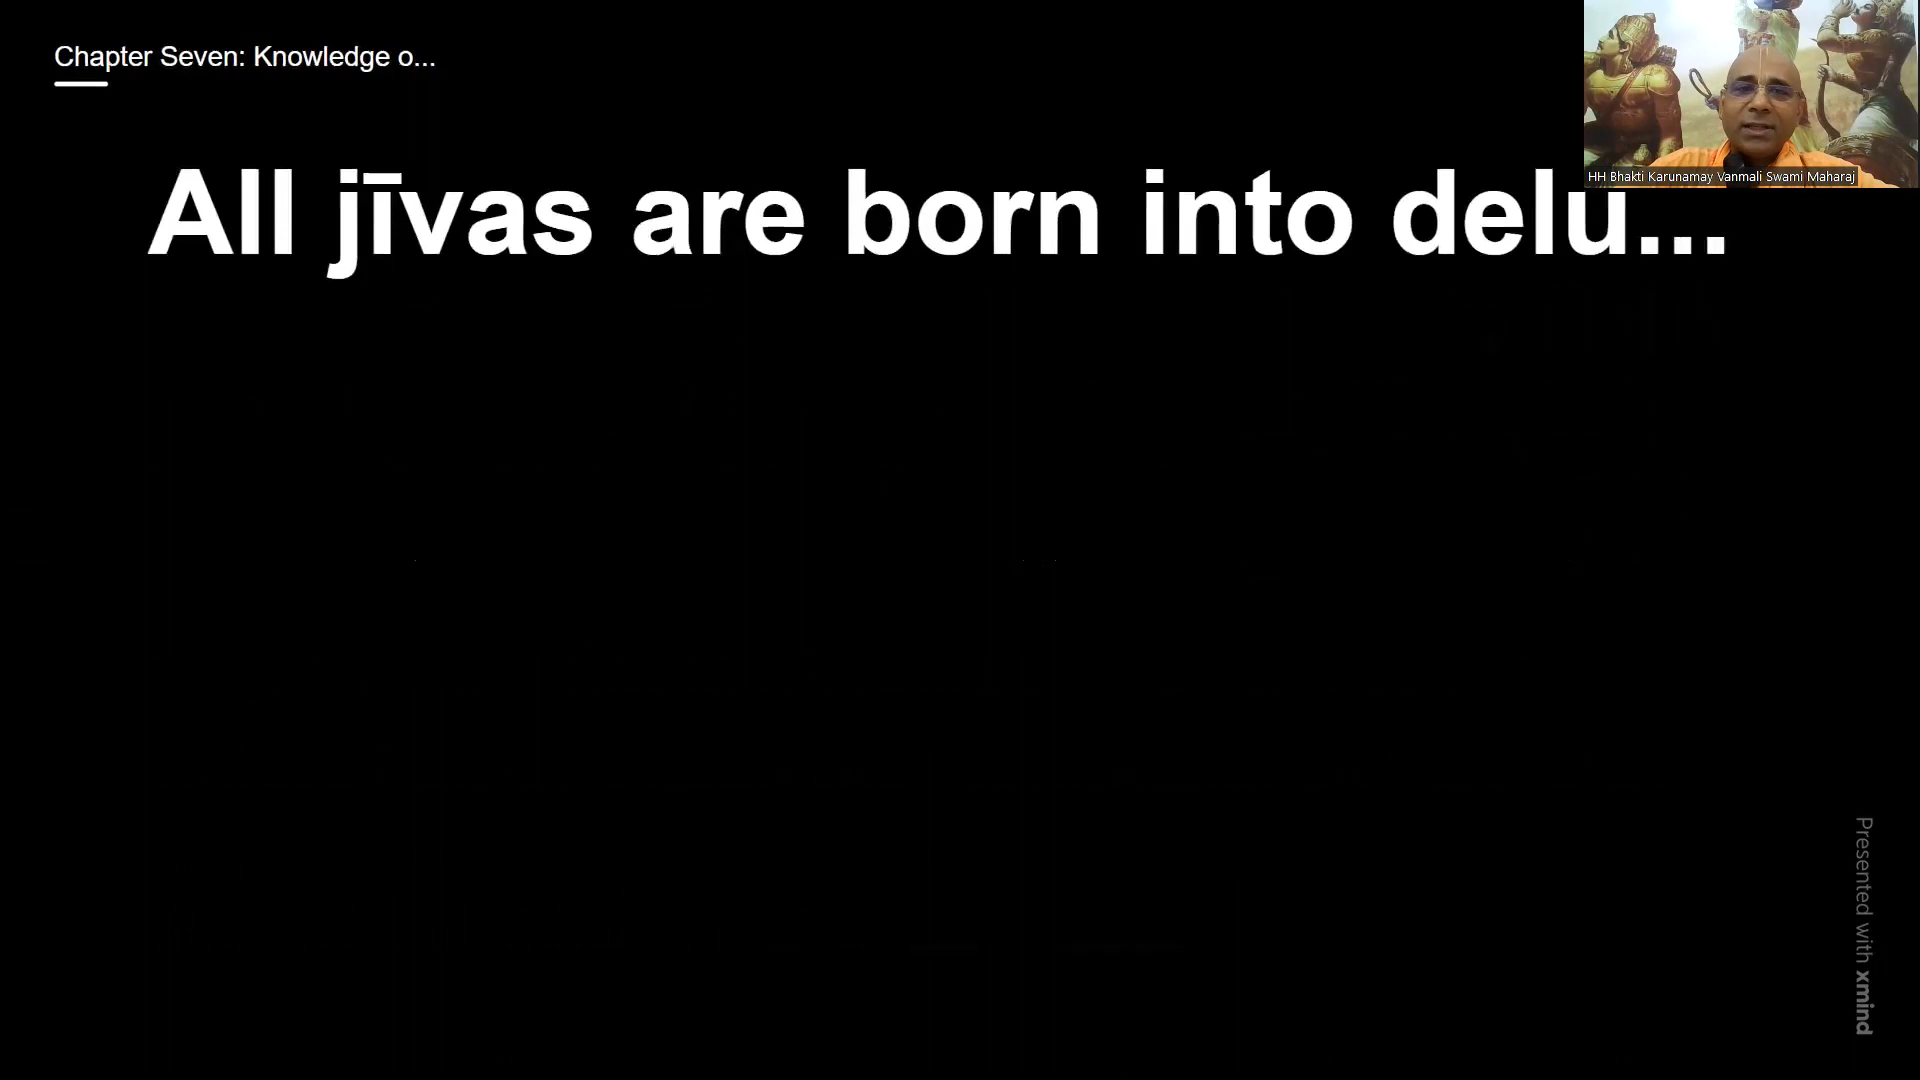 Chapter Seven: Knowledge o...
All jīvas are born into delu...
HH Bhakti Karunamay Vanmali Swami Maharaj
Presented with xmind